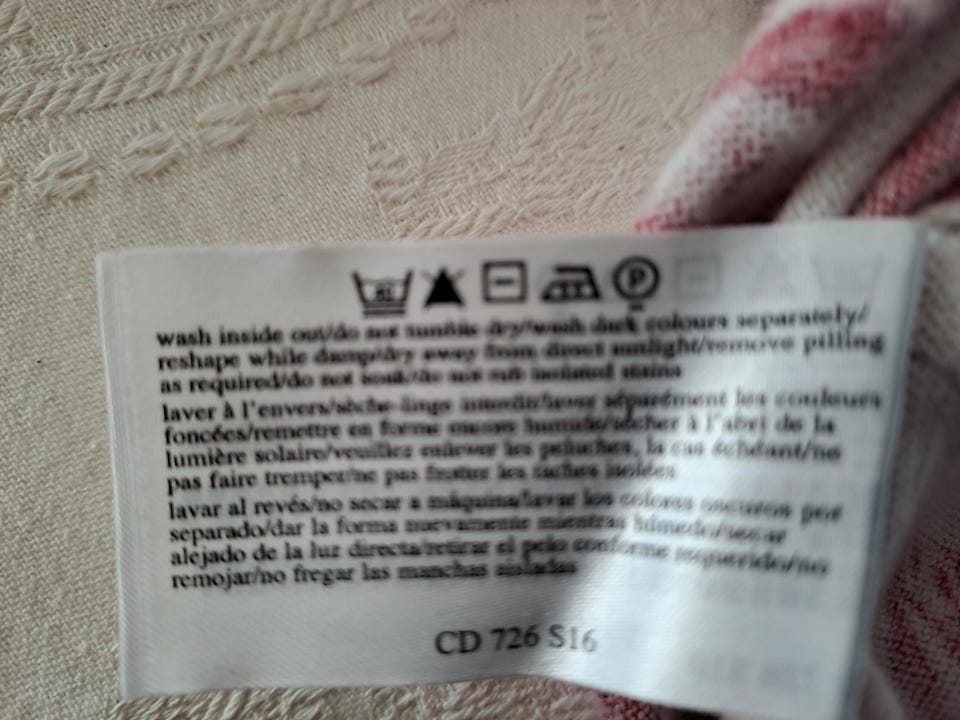 wash inside out/do not tumble dry/wash dark colours separately/
reshape while damp/dry away from direct sunlight/remove pilling
as required/do not soak/do not rub isolated stains
laver à l'envers/sèche-linge interdit/laver séparément les couleurs
foncées/remettre en forme encore humide/sécher à l'abri de la
lumière solaire/veuillez enlever les peluches, le cas échéant/ne
pas faire tremper/ne pas frotter les taches isolées
lavar al revés/no secar a máquina/lavar los colores oscuros por
separado/dar la forma nuevamente mientras húmedo/secar
alejado de la luz directa/retirar el pelo conforme requerido/no
remojar/no fregar las manchas aisladas
CD 726 S16